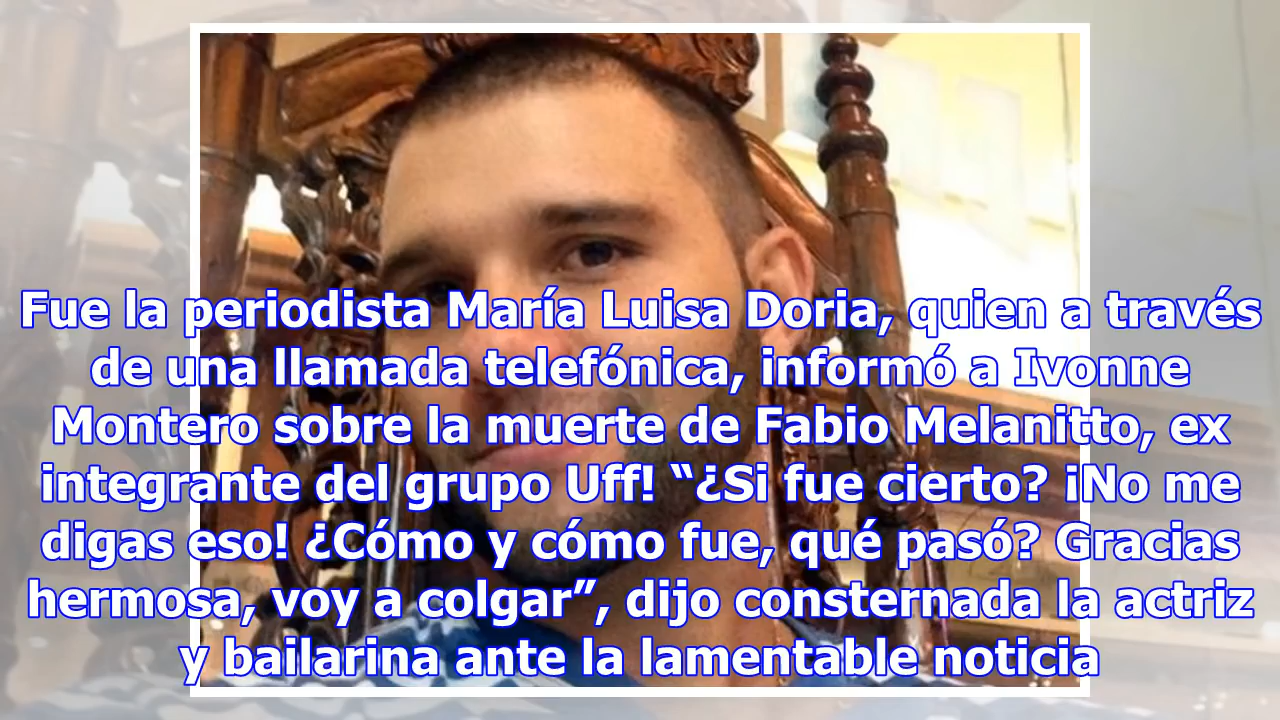 Fue la periodista María Luisa Doria, quien a través
de una llamada telefónica, informó a Ivonne
Montero sobre la muerte de Fabio Melanitto, ex
integrante del grupo Uff! “¿Si fue cierto? ¡No me
digas eso! ¿Cómo y cómo fue, qué pasó? Gracias
hermosa, voy a colgar”, dijo consternada la actriz
y bailarina ante la lamentable noticia